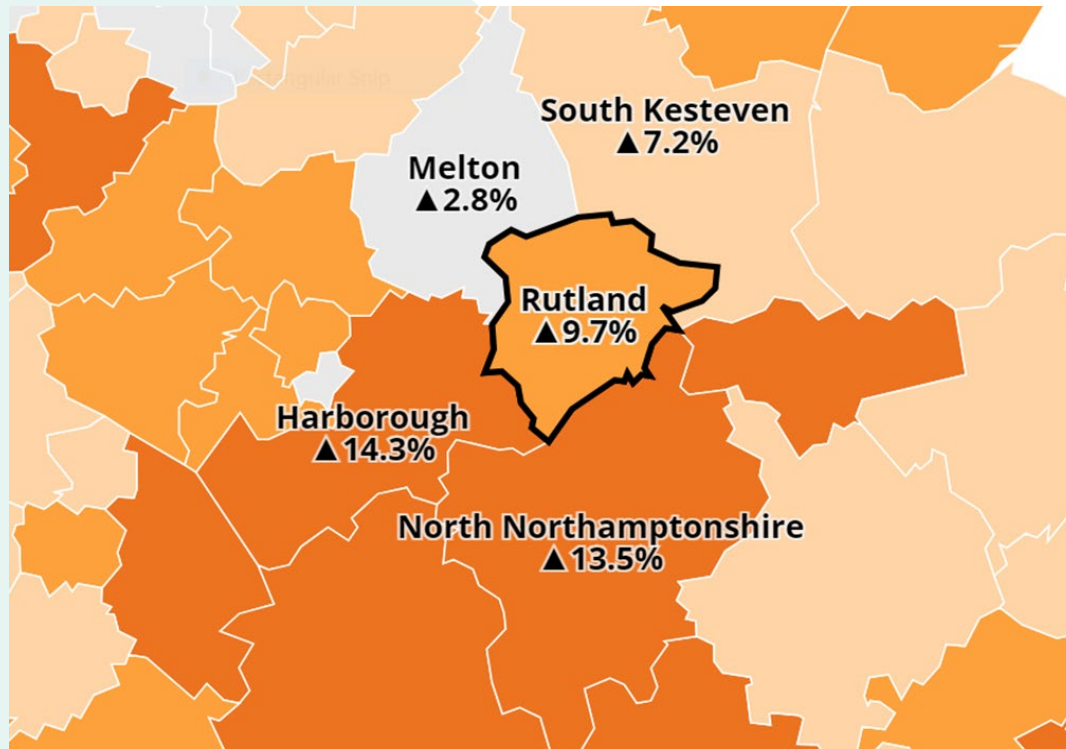 South Kesteven
▲7.2%
Melton
▲2.8%
Rutland
▲9.7%
Harborough
▲14.3%
North Northamptonshire
▲13.5%